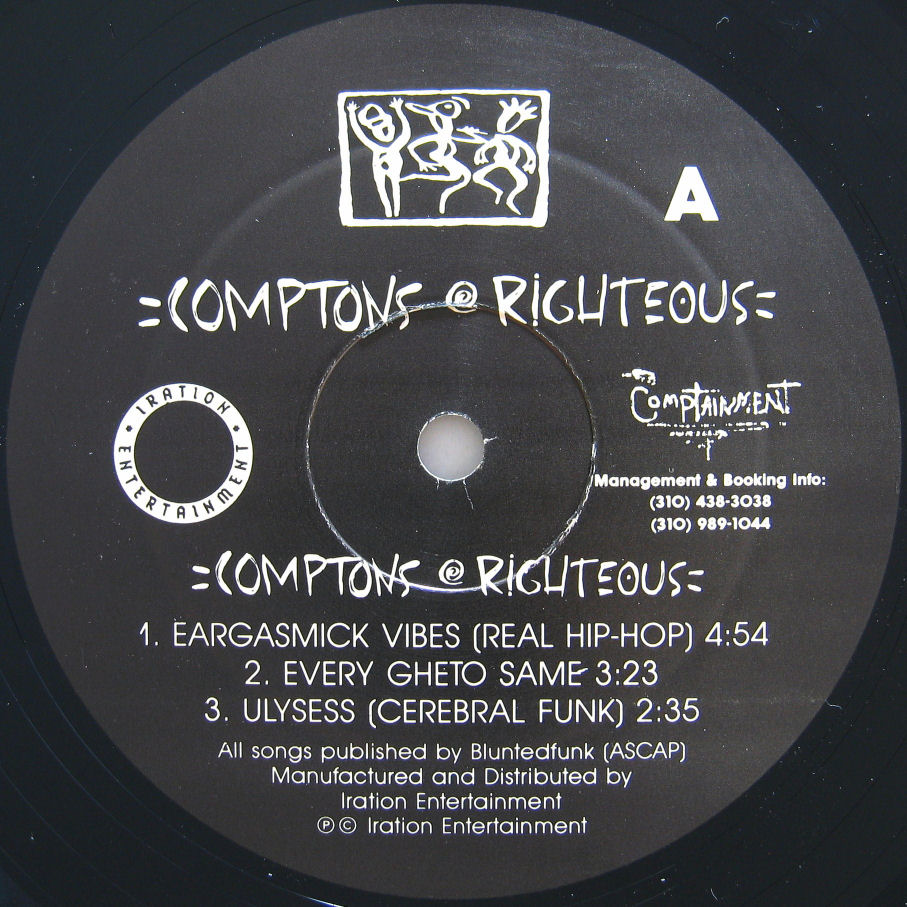 A
=COMPTONS @ RIGHTEOUS=
IRATION
ENTERTAINMENT
COMPTAINMENT
Management & Booking Info:
(310) 438-3038
(310) 989-1044
=COMPTONS @ RIGHTEOUS=
1. EARGASMICK VIBES (REAL HIP-HOP) 4:54
2. EVERY GHETO SAME 3:23
3. ULYSESS (CEREBRAL FUNK) 2:35
All songs published by Bluntedfunk (ASCAP)
Manufactured and Distributed by
Iration Entertainment
℗© Iration Entertainment